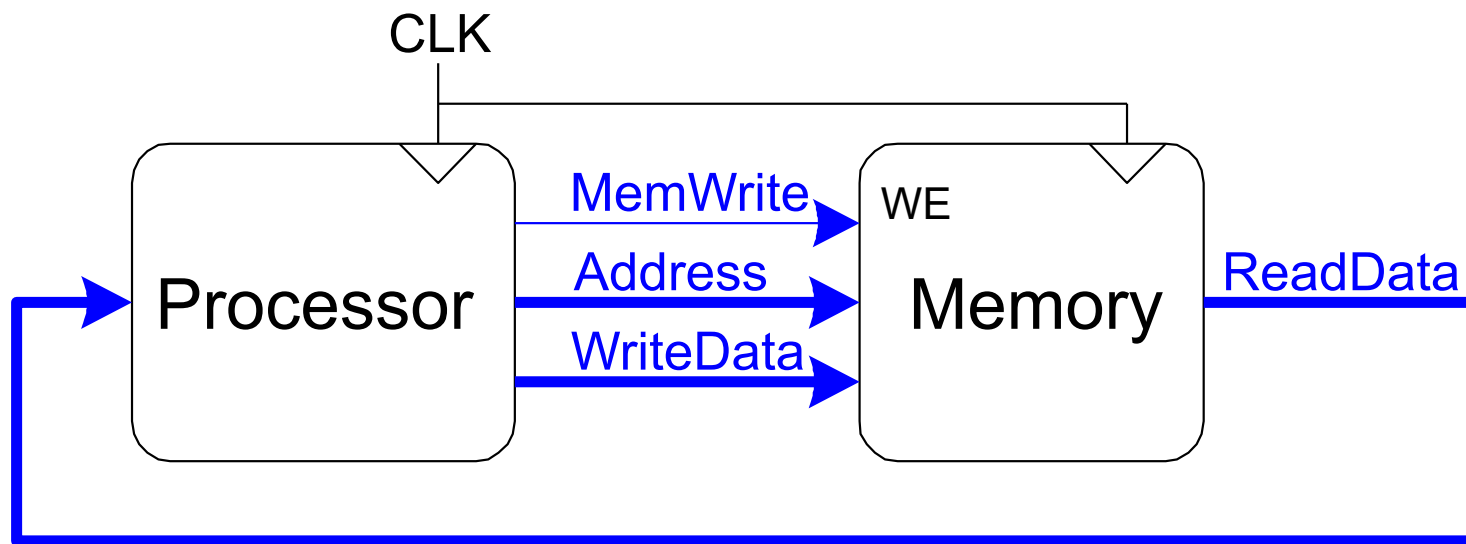 CLK
MemWrite
WE
Address
ReadData
Processor
Memory
WriteData